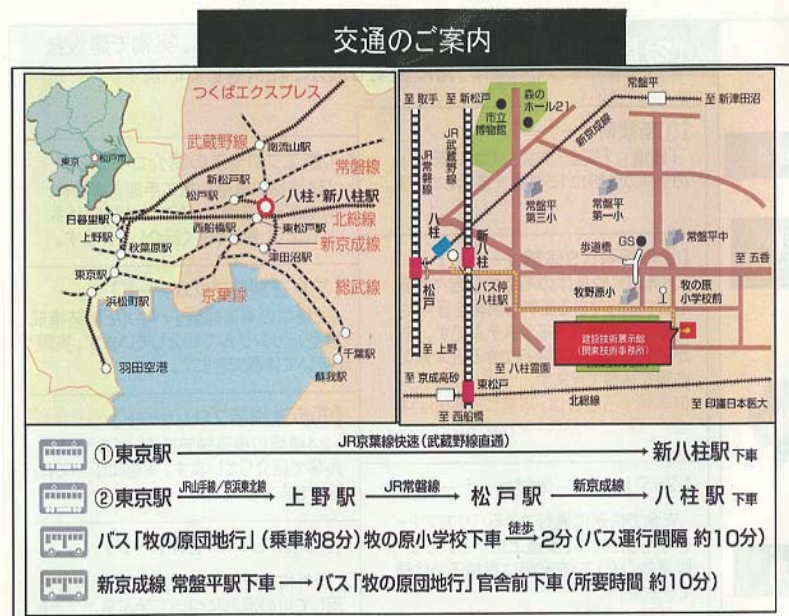 交通のご案内
つくばエクスプレス
武蔵野線
南流山駅
常磐線
新松戸駅
松戸駅
八柱・新八柱駅
東京
松戸市
日暮里駅
上野駅
西船橋駅
東松戸駅
北総線
秋葉原駅
新京成線
津田沼駅
東京駅
浜松町駅
京葉線
総武線
羽田空港
千葉駅
蘇我駅
至 取手
至 新松戸
市立博物館
森のホール21
常盤平
至 新津田沼
新京成線
JR常磐線
JR武蔵野線
常盤平第三小
常盤平第一小
八柱
新八柱
GS
歩道橋
常盤平中
至 五香
松戸
バス停八柱駅
牧野原小
牧の原小学校前
建設技術展示館
(関東技術事務所)
至 上野
至 八柱霊園
至 京成高砂
東松戸
北総線
至 西船橋
至 印旛日本医大
①東京駅 JR京葉線快速(武蔵野線直通) 新八柱駅下車
②東京駅 JR山手線/京浜東北線 上野駅 JR常磐線 松戸駅 新京成線 八柱駅下車
バス「牧の原団地行」(乗車約8分)牧の原小学校下車 徒歩 2分(バス運行間隔 約10分)
新京成線 常盤平駅下車 バス「牧の原団地行」官舎前下車(所要時間 約10分)